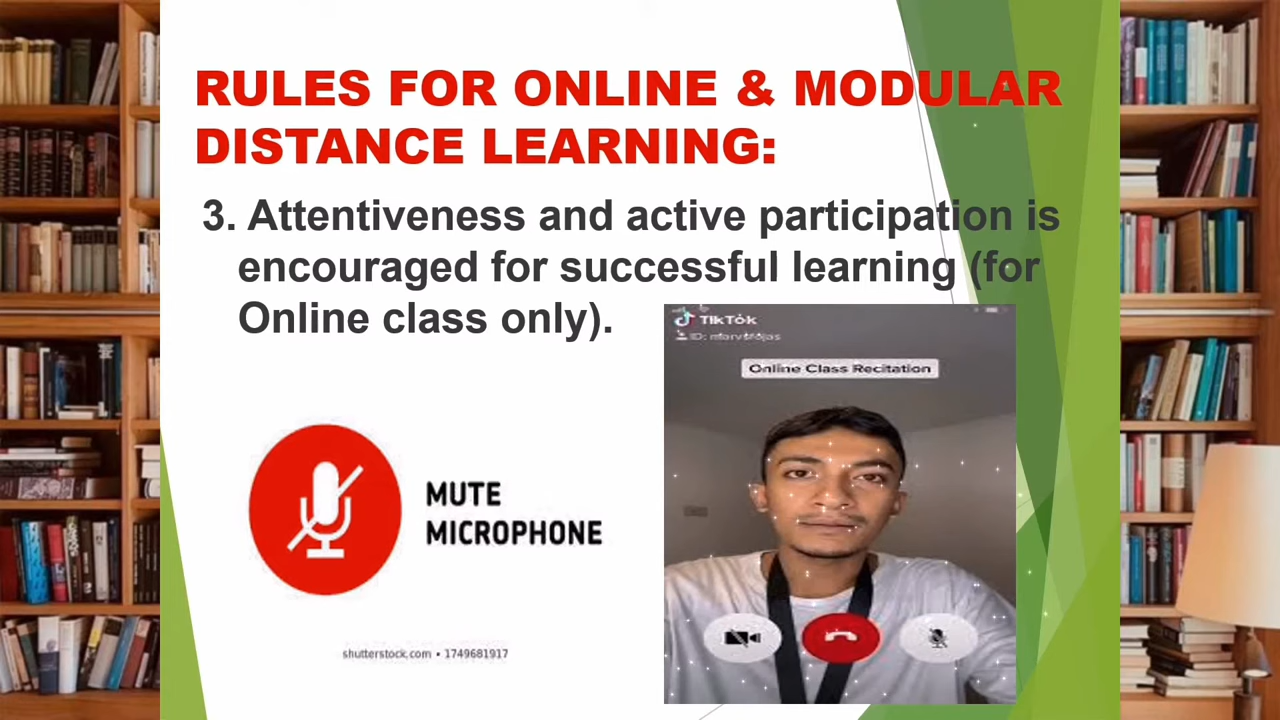 RULES FOR ONLINE & MODULAR
DISTANCE LEARNING:
3. Attentiveness and active participation is
encouraged for successful learning (for
Online class only).
TikTok
Online Class Recitation
MUTE
MICROPHONE
shutterstock.com • 1749681917